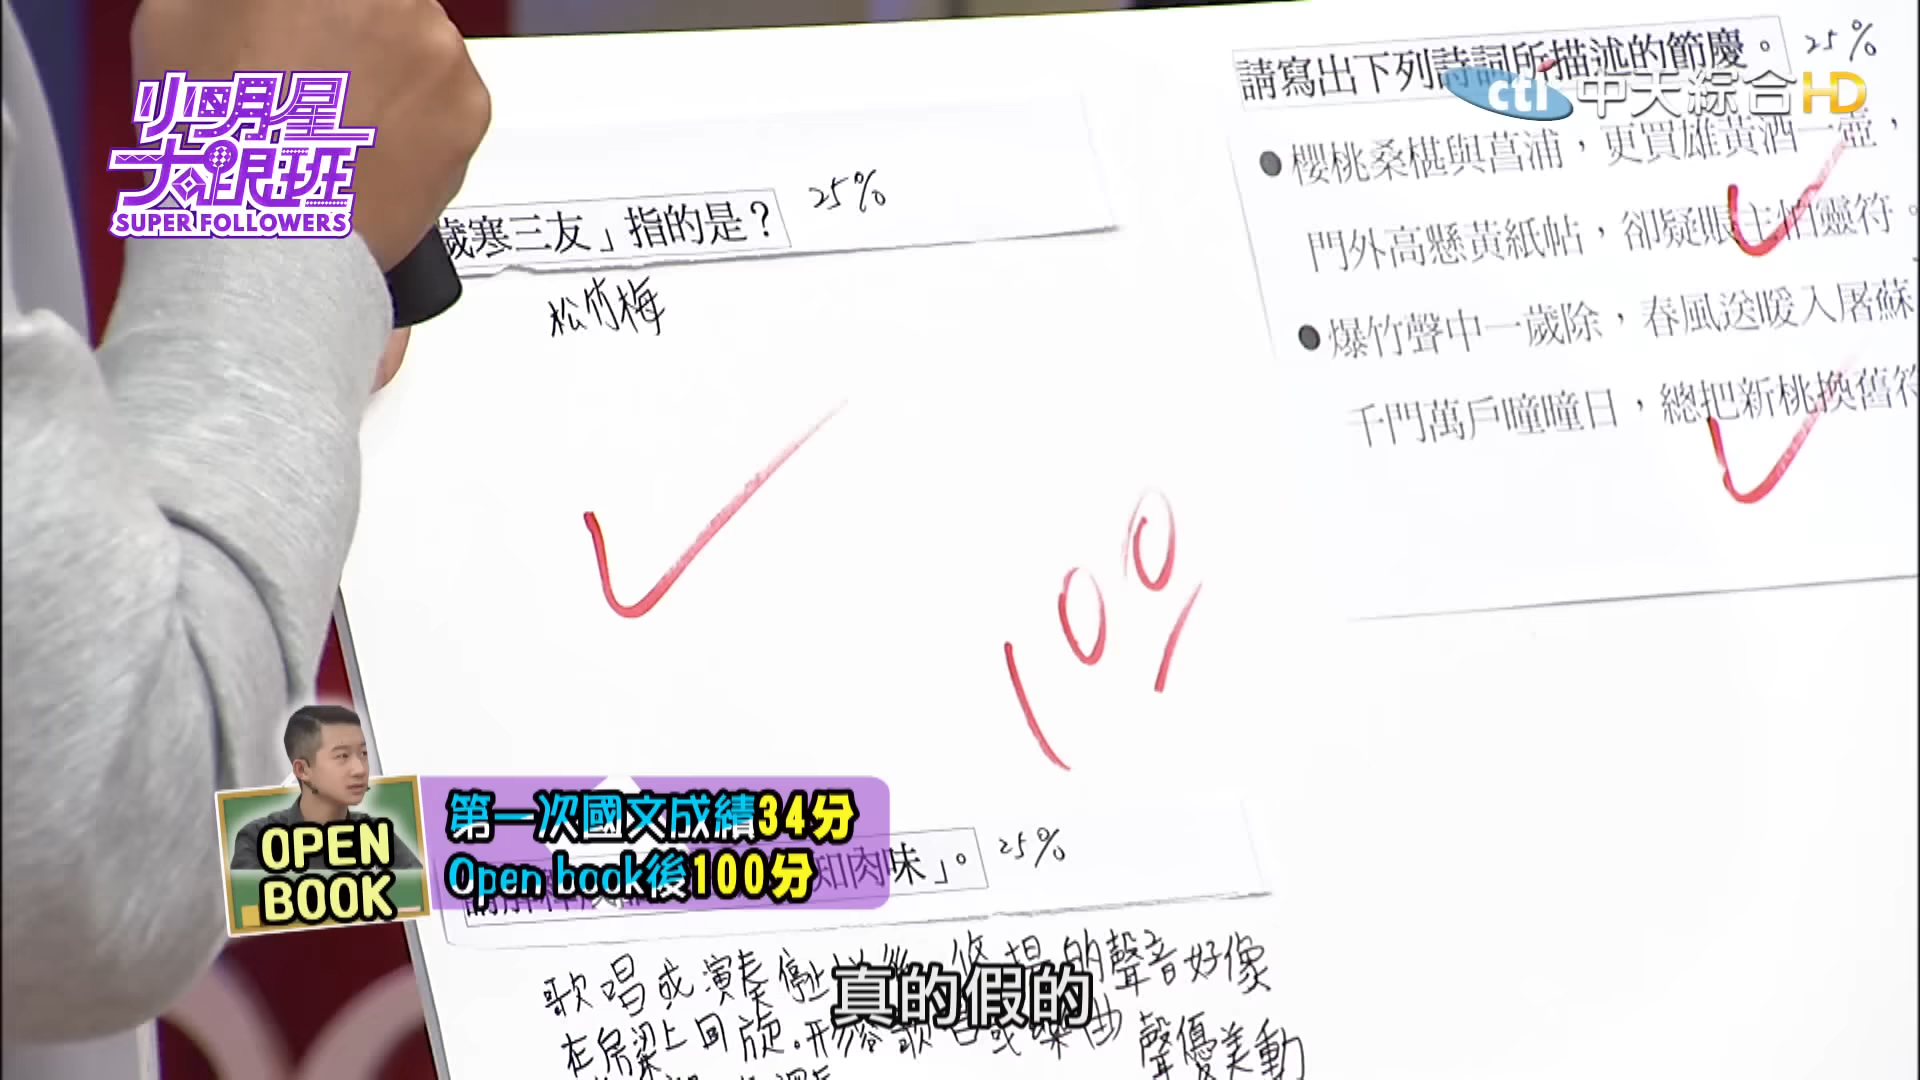 小明星
大跟班
SUPER FOLLOWERS
cti 中天綜合HD
歲寒三友」指的是？ 25%
松竹梅
請寫出下列詩詞所描述的節慶。 25%
●櫻桃桑椹與菖浦，更買雄黃酒一壺，
門外高懸黃紙帖，卻疑賬主怕靈符。
●爆竹聲中一歲除，春風送暖入屠蘇
千門萬戶曈曈日，總把新桃換舊符
100
OPEN
BOOK
第一次國文成績34分
Open book後100分
知肉味」。 25%
歌唱或演奏停止 後 悠揚的聲音好像
在房梁上回旋。形容歌 或樂曲 聲優美動
真的假的